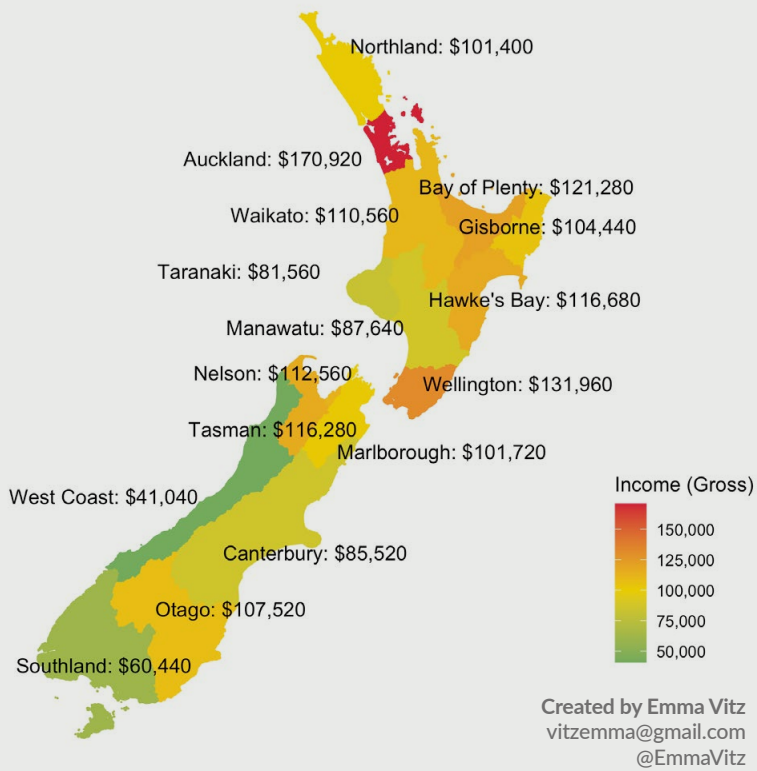 Northland: $101,400
Auckland: $170,920
Bay of Plenty: $121,280
Waikato: $110,560
Gisborne: $104,440
Taranaki: $81,560
Hawke's Bay: $116,680
Manawatu: $87,640
Nelson: $112,560
Wellington: $131,960
Tasman: $116,280
Marlborough: $101,720
West Coast: $41,040
Canterbury: $85,520
Otago: $107,520
Southland: $60,440
Income (Gross)
150,000
125,000
100,000
75,000
50,000
Created by Emma Vitz
vitzemma@gmail.com
@EmmaVitz